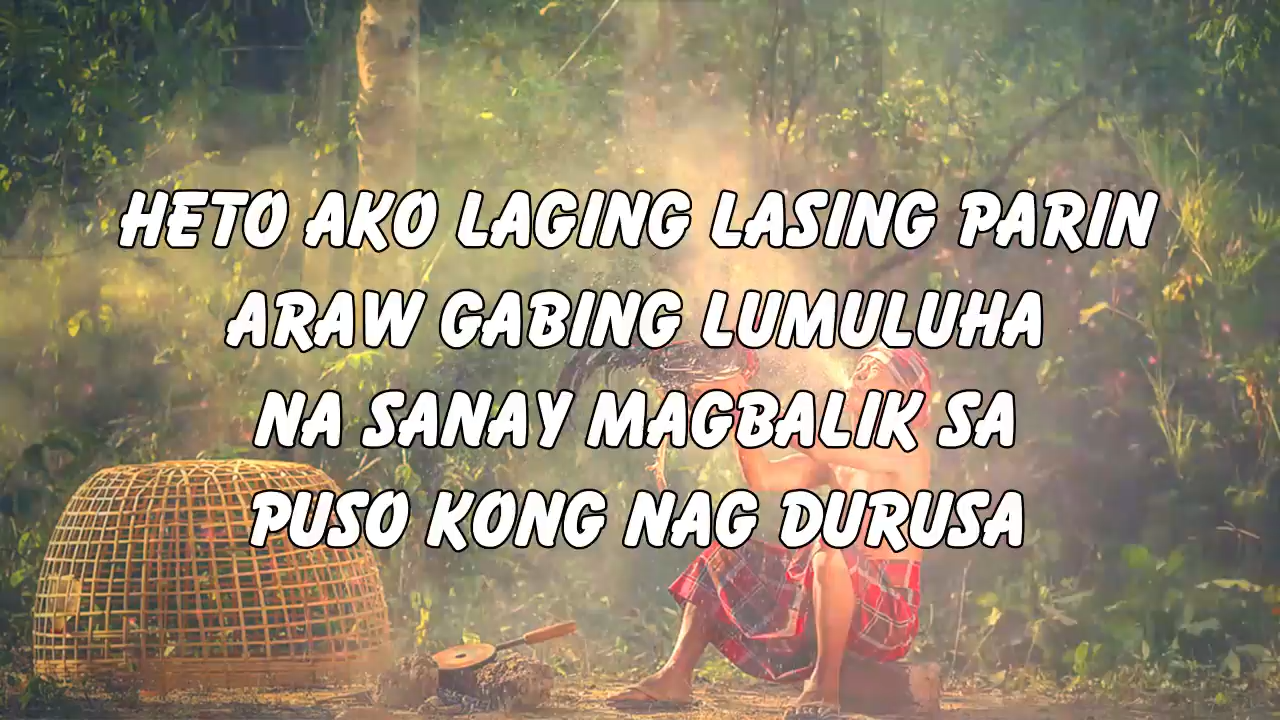 HETO AKO LAGING LASING PARIN
ARAW GABING LUMULUHA
NA SANAY MAGBALIK SA
PUSO KONG NAG DURUSA